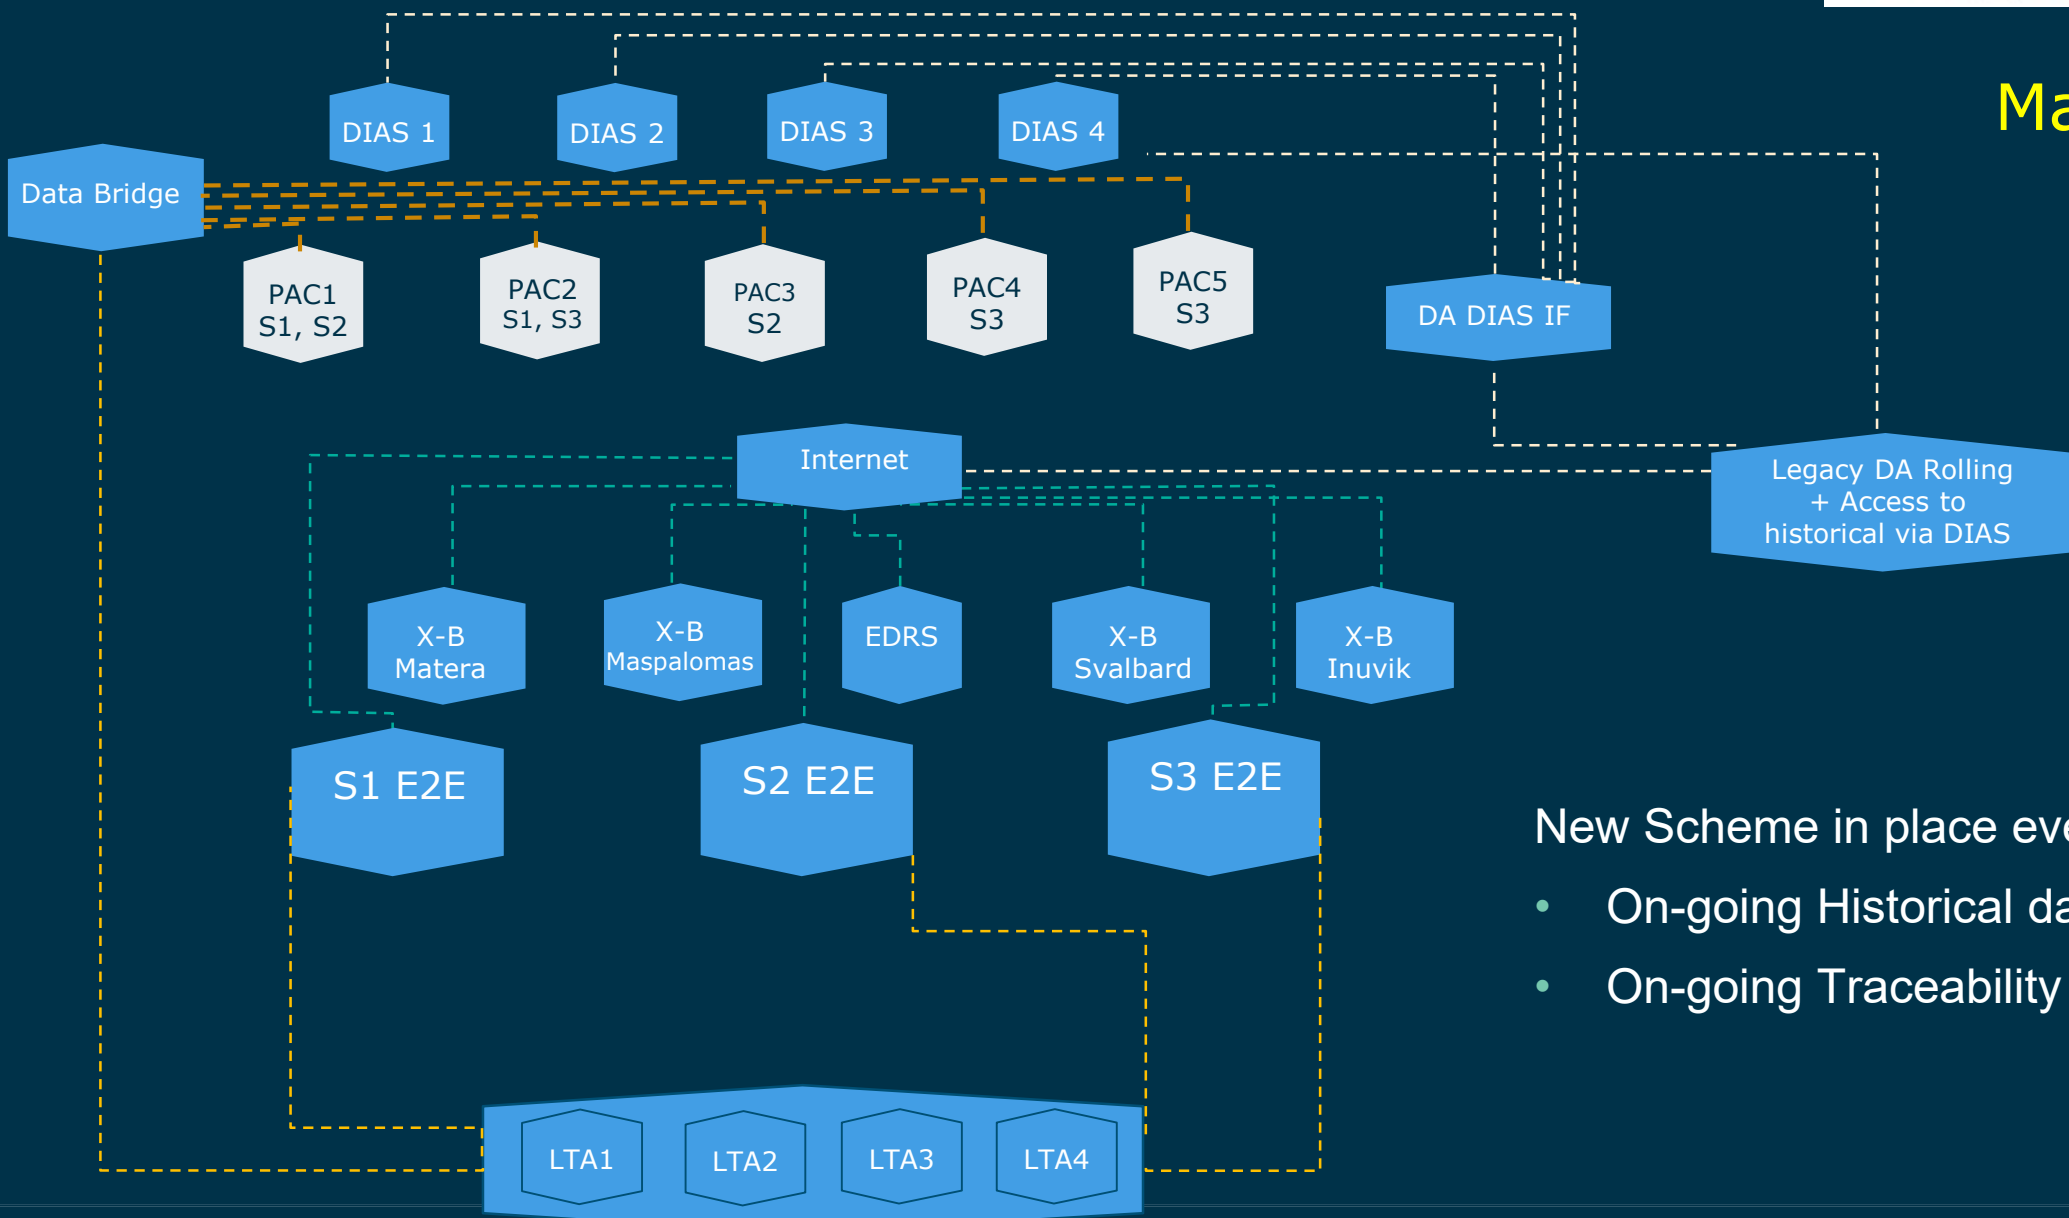 DIAS 1
DIAS 2
DIAS 3
DIAS 4
Data Bridge
PAC1
S1, S2
PAC2
S1, S3
PAC3
S2
PAC4
S3
PAC5
S3
DA DIAS IF
Internet
Legacy DA Rolling
+ Access to
historical via DIAS
X-B
Matera
X-B
Maspalomas
EDRS
X-B
Svalbard
X-B
Inuvik
S1 E2E
S2 E2E
S3 E2E
New Scheme in place
• On-going Historical
• On-going Traceability
LTA1
LTA2
LTA3
LTA4